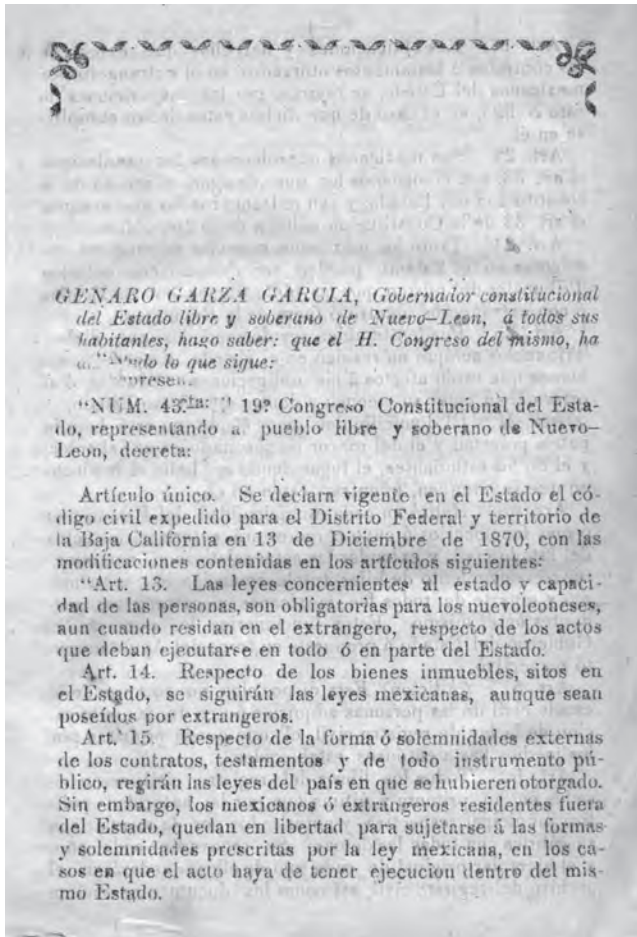 GENARO GARZA GARCIA, Gobernador constitucional
del Estado libre y soberano de Nuevo-Leon, á todos sus
habitantes, hago saber: que el H. Congreso del mismo, ha
lo que sigue:
"NUM. 19º Congreso Constitucional del Esta-
do, representando a pueblo libre y soberano de Nuevo-
Leon, decreta:
Artículo único. Se declara vigente en el Estado el có-
digo civil expedido para el Distrito Federal y territorio de
la Baja California en 13 de Diciembre de 1870, con las
modificaciones contenidas en los artículos siguientes:
"Art. 13. Las leyes concernientes al estado y capaci-
dad de las personas, son obligatorias para los nuevoleoneses,
aun cuando residan en el extrangero, respecto de los actos
que deban ejecutarse en todo ó en parte del Estado.
Art. 14. Respecto de los bienes inmuebles, sitos en
el Estado, se siguirán las leyes mexicanas, aunque sean
poseídos por extrangeros.
Art. 15. Respecto de la forma ó solemnidades externas
de los contratos, testamentos y de todo instrumento pú-
blico, regirán las leyes del país en que se hubieren otorgado.
Sin embargo, los mexicanos ó extrangeros residentes fuera
del Estado, quedan en libertad para sujetarse á las formas
y solemnidades prescritas por la ley mexicana, en los ca-
sos en que el acto haya de tener ejecucion dentro del mis-
mo Estado.